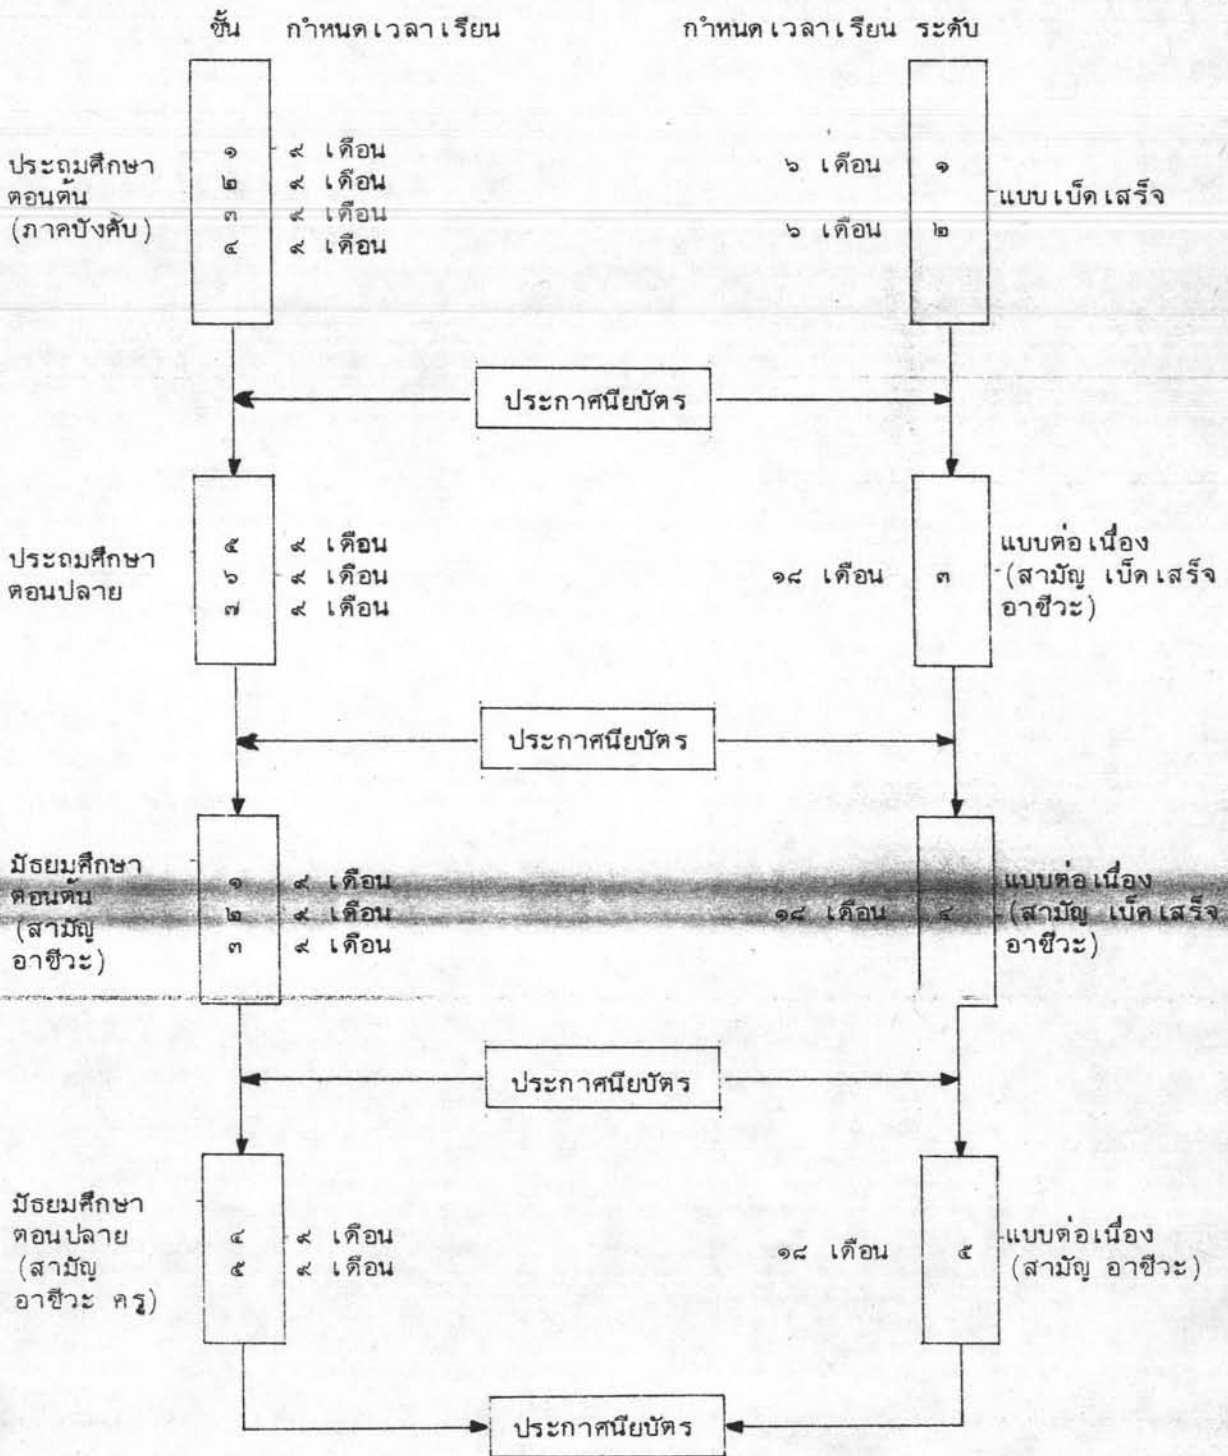 ชั้น กำหนดเวลาเรียน กำหนดเวลาเรียน ระดับ
ประถมศึกษา
ตอนต้น
(ภาคบังคับ)
๑ ๙ เดือน
๒ ๙ เดือน
๓ ๙ เดือน
๔ ๙ เดือน
๖ เดือน ๑
๖ เดือน ๒
แบบเบ็ดเสร็จ
ประกาศนียบัตร
ประถมศึกษา
ตอนปลาย
๕ ๙ เดือน
๖ ๙ เดือน
๗ ๙ เดือน
๑๘ เดือน ๓
แบบต่อเนื่อง
(สามัญ เบ็ดเสร็จ
อาชีวะ)
ประกาศนียบัตร
มัธยมศึกษา
ตอนต้น
(สามัญ
อาชีวะ)
๑ ๙ เดือน
๒ ๙ เดือน
๓ ๙ เดือน
๑๘ เดือน ๔
แบบต่อเนื่อง
(สามัญ เบ็ดเสร็จ
อาชีวะ)
ประกาศนียบัตร
มัธยมศึกษา
ตอนปลาย
(สามัญ
อาชีวะ ครู)
๔ ๙ เดือน
๕ ๙ เดือน
๑๘ เดือน ๕
แบบต่อเนื่อง
(สามัญ อาชีวะ)
ประกาศนียบัตร